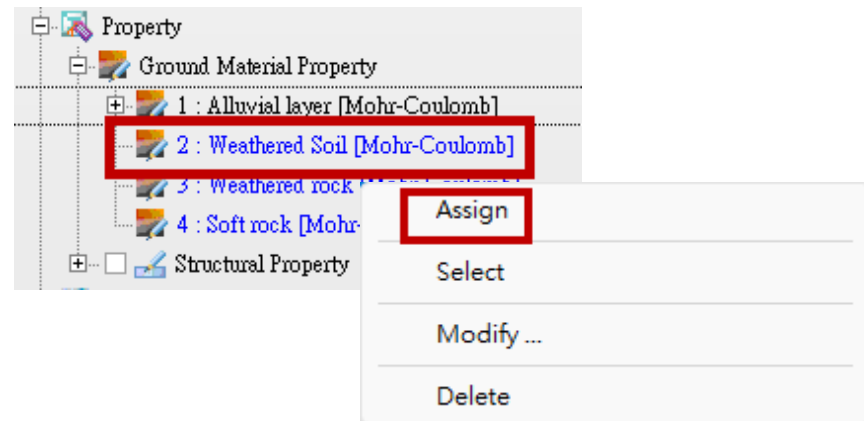 Property
Ground Material Property
1 : Alluvial layer [Mohr-Coulomb]
2 : Weathered Soil [Mohr-Coulomb]
3 : Weathered rock
4 : Soft rock [Mohr-
Structural Property
Assign
Select
Modify ...
Delete